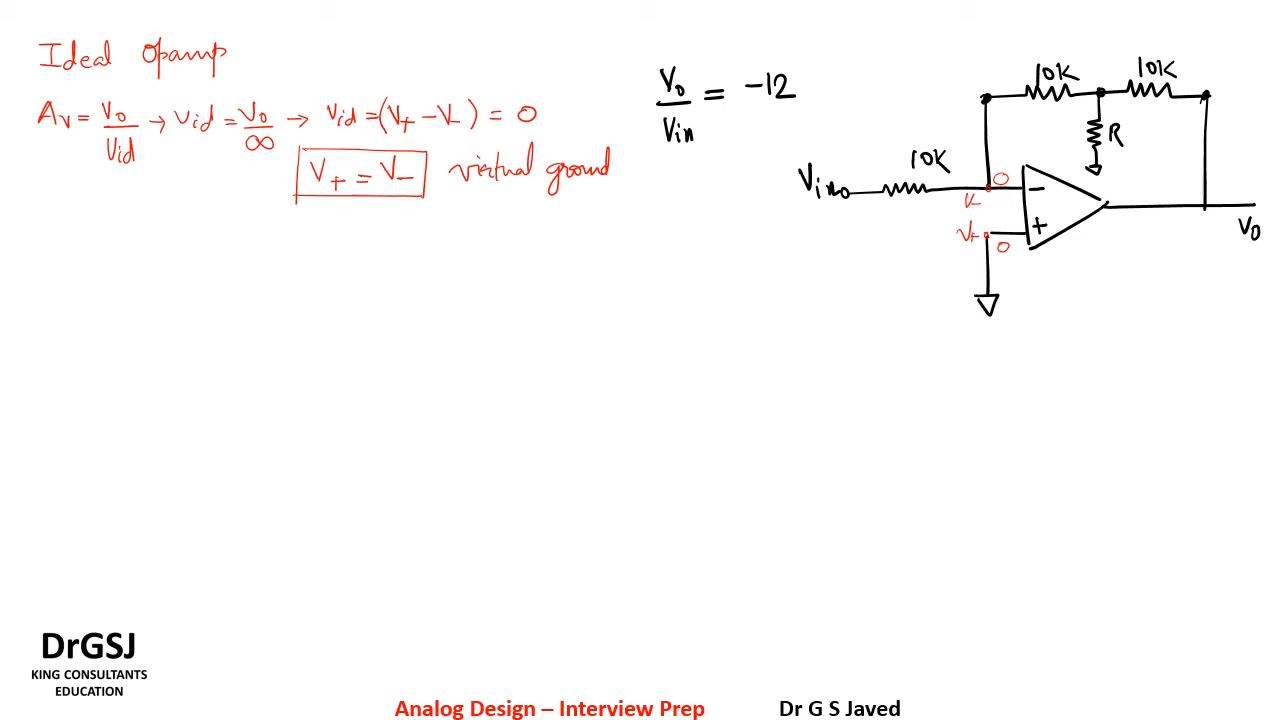 Ideal Opamp
Av = Vo/Vid → Vid = Vo/∞ → Vid = (V+ − V−) = 0
V+ = V− virtual ground
Vo/Vin = −12
10K 10K
R
10K
Vin
0
V−
−
V+
+
0
Vo
DrGSJ
KING CONSULTANTS
EDUCATION
Analog Design – Interview Prep Dr G S Javed